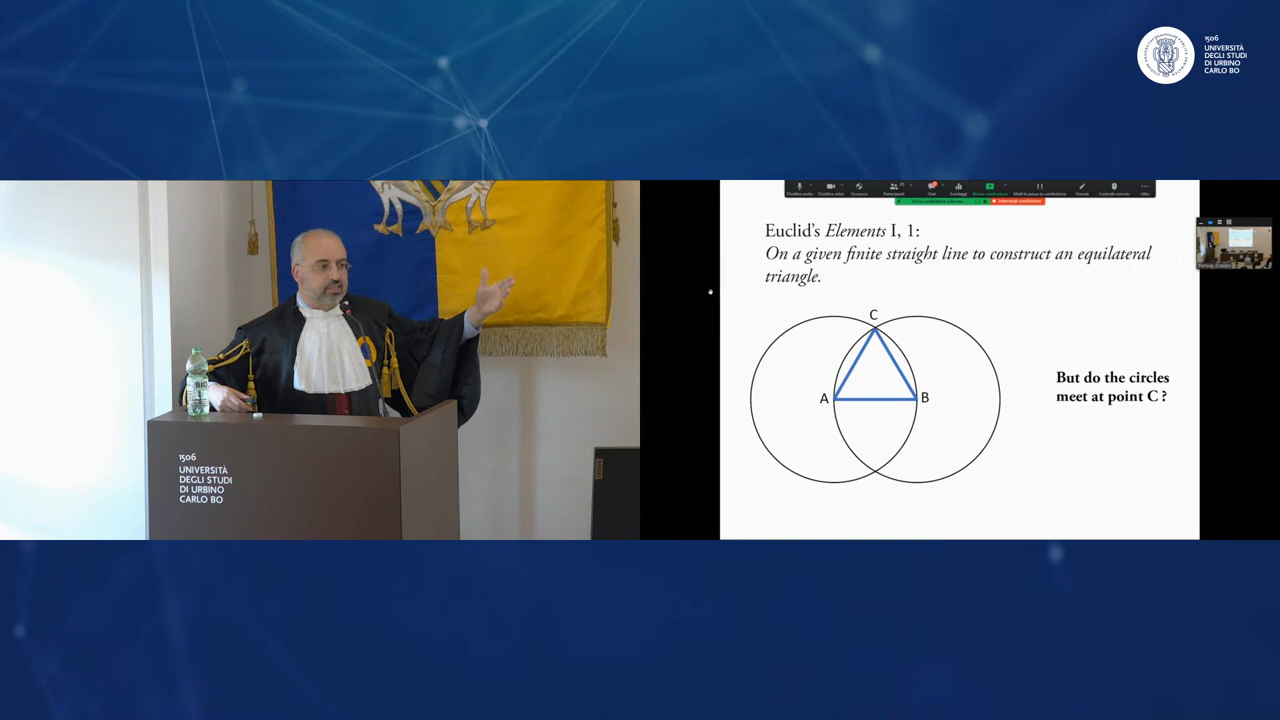 1506
UNIVERSITÀ
DEGLI STUDI
DI URBINO
CARLO BO
BIO
1506
UNIVERSITÀ
DEGLI STUDI
DI URBINO
CARLO BO
Euclid's Elements I, 1:
On a given finite straight line to construct an equilateral
triangle.
C
A
B
But do the circles
meet at point C ?